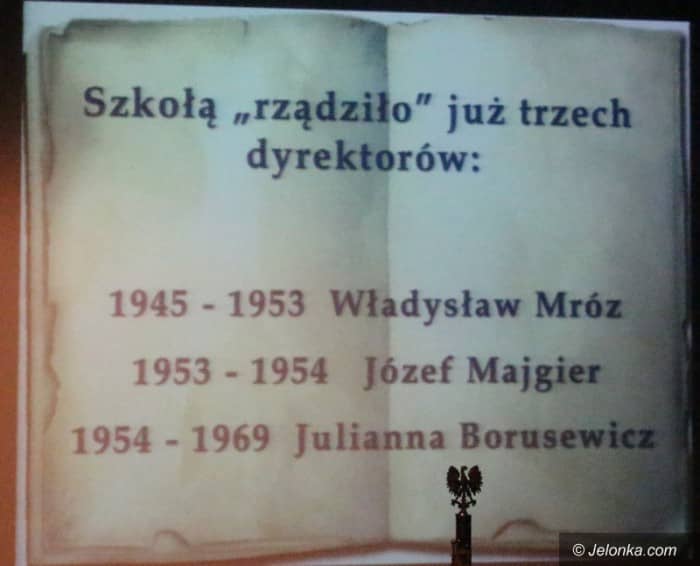 Szkołą „rządziło” już trzech
dyrektorów:
1945 - 1953 Władysław Mróz
1953 - 1954 Józef Majgier
1954 - 1969 Julianna Borusewicz
© Jelonka.com